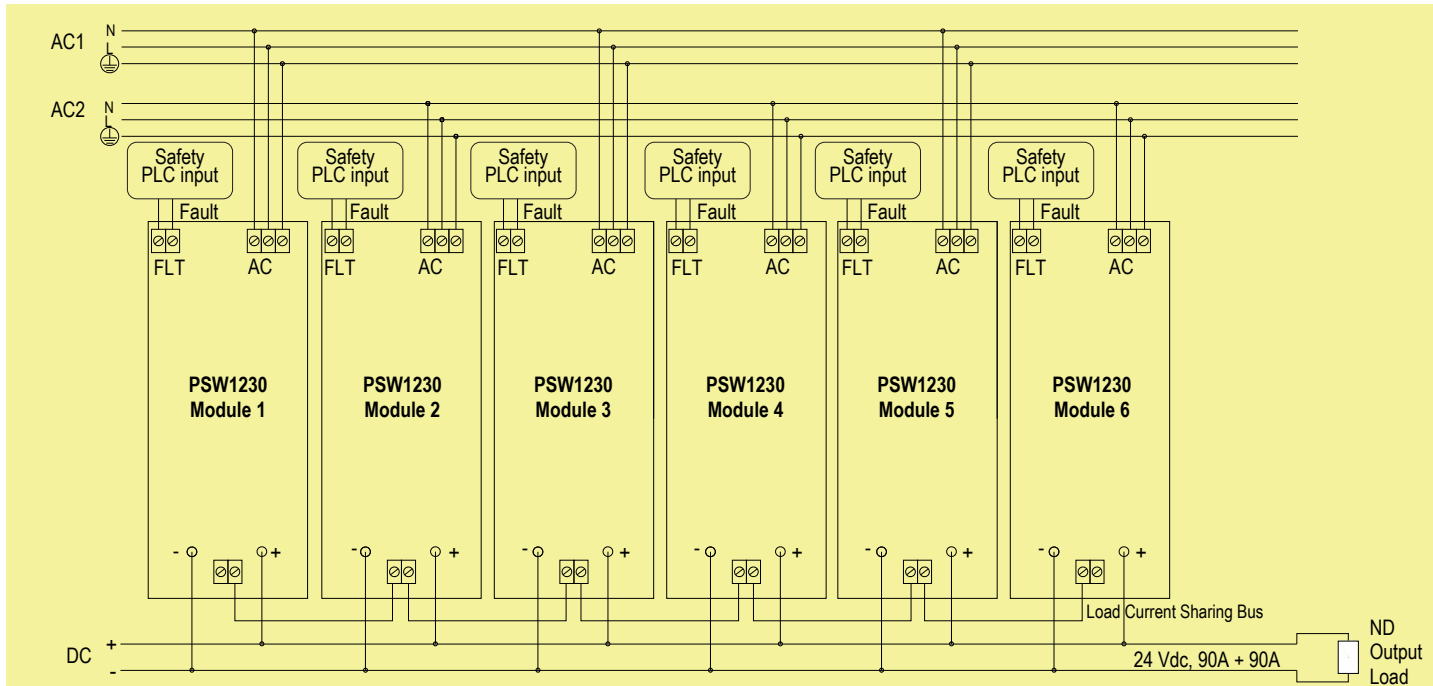 AC1 N
L
AC2 N
L
Safety
PLC input
Safety
PLC input
Safety
PLC input
Safety
PLC input
Safety
PLC input
Safety
PLC input
Fault
Fault
Fault
Fault
Fault
Fault
FLT AC
FLT AC
FLT AC
FLT AC
FLT AC
FLT AC
PSW1230
Module 1
PSW1230
Module 2
PSW1230
Module 3
PSW1230
Module 4
PSW1230
Module 5
PSW1230
Module 6
- +
- +
- +
- +
- +
- +
Load Current Sharing Bus
DC + -
24 Vdc, 90A + 90A
ND
Output
Load